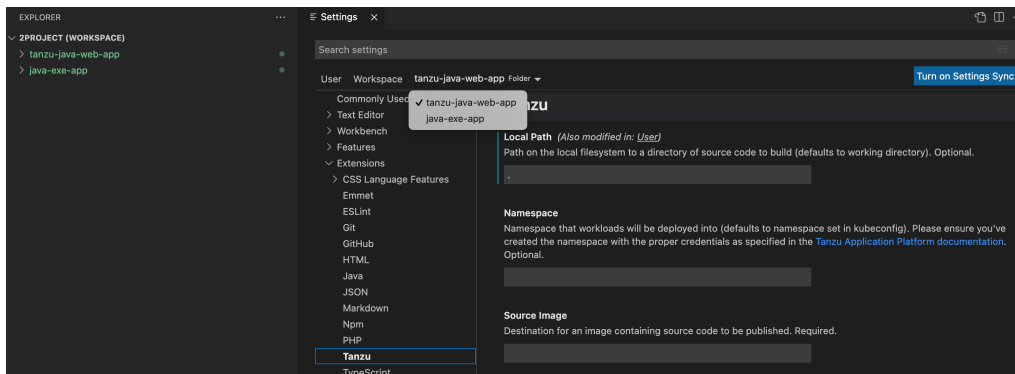 EXPLORER
2PROJECT (WORKSPACE)
tanzu-java-web-app
java-exe-app
Settings
Search settings
User Workspace tanzu-java-web-app Folder
Turn on Settings Sync
tanzu-java-web-app
java-exe-app
Commonly Used
Text Editor
Workbench
Features
Extensions
CSS Language Features
Emmet
ESLint
Git
GitHub
HTML
Java
JSON
Markdown
Npm
PHP
Tanzu
TypeScript
nzu
Local Path (Also modified in: User)
Path on the local filesystem to a directory of source code to build (defaults to working directory). Optional.
.
Namespace
Namespace that workloads will be deployed into (defaults to namespace set in kubeconfig). Please ensure you've
created the namespace with the proper credentials as specified in the Tanzu Application Platform documentation.
Optional.
Source Image
Destination for an image containing source code to be published. Required.